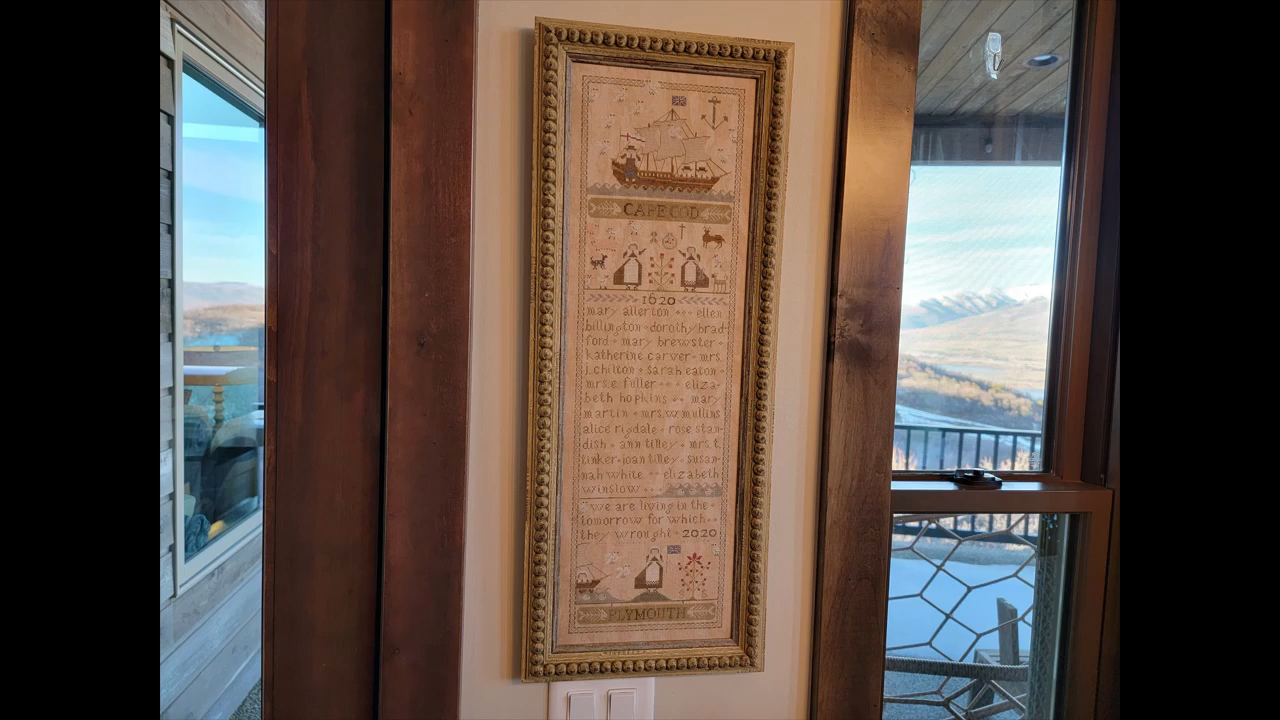 CAPE COD
1620
mary allerton ellen
billington dorothy brad-
ford mary brewster
katherine carver mrs.
j. chilton sarah eaton
mrs. e. fuller eliza-
beth hopkins mary
martin mrs. w. mullins
alice rigdale rose stan-
dish ann tilley mrs. t.
tinker joan tilley susan-
nah white elizabeth
winslow
"we are living in the
tomorrow for which
they wrought 2020
PLYMOUTH